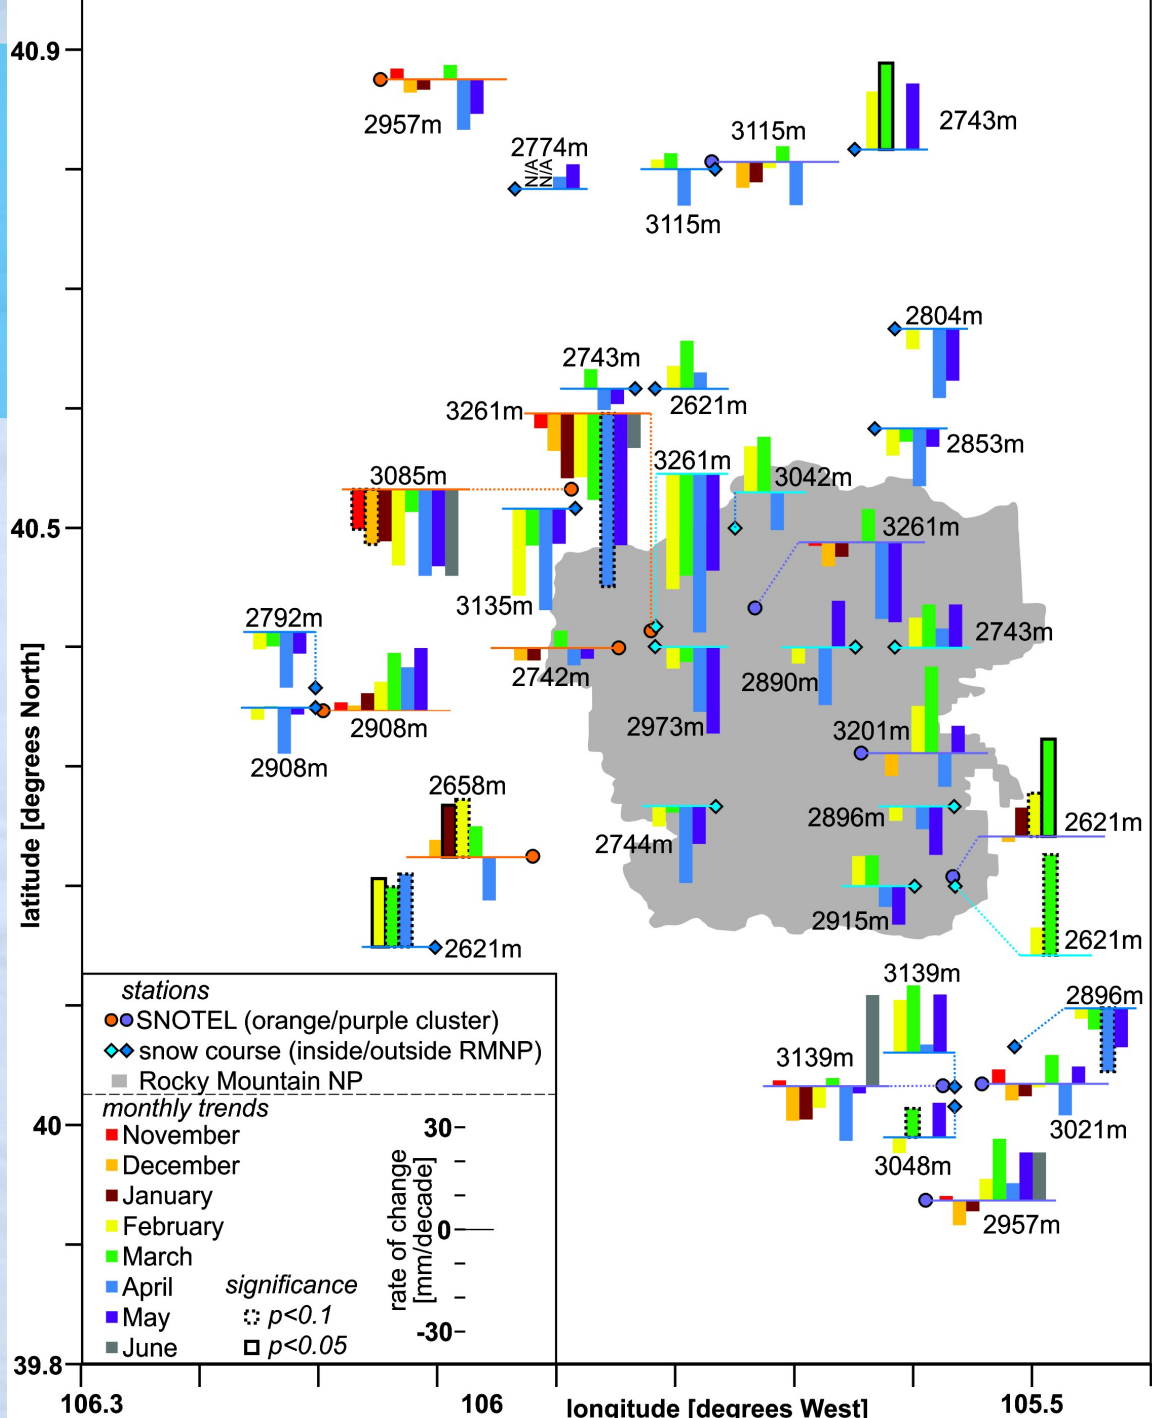 40.9
2957m
2774m
N/A
N/A
3115m
3115m
2743m
2804m
2743m
2621m
3261m
2853m
3261m
3085m
3042m
40.5
3261m
3135m
2792m
2743m
2742m
2890m
2973m
2908m
3201m
2908m
2658m
2896m
2621m
2744m
2915m
2621m
2621m
latitude [degrees North]
3139m
2896m
3139m
40
3021m
3048m
2957m
stations
SNOTEL (orange/purple cluster)
snow course (inside/outside RMNP)
Rocky Mountain NP
monthly trends
November
December
January
February
March
April
May
June
significance
p<0.1
p<0.05
rate of change
[mm/decade]
30
0
-30
39.8
106.3
106
longitude [degrees West]
105.5